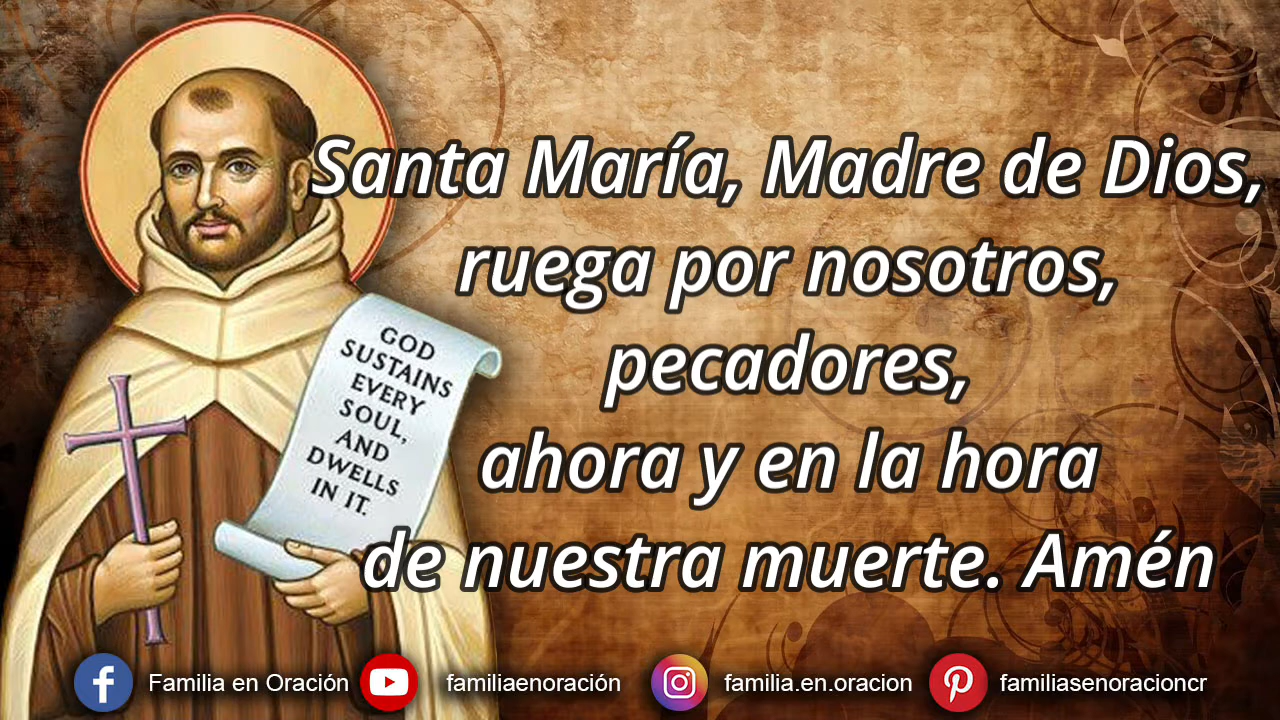 Santa María, Madre de Dios,
ruega por nosotros,
pecadores,
ahora y en la hora
de nuestra muerte. Amén
GOD
SUSTAINS
EVERY
SOUL,
AND
DWELLS
IN IT.
Familia en Oración
familiaenoración
familia.en.oracion
familiasenoracioncr